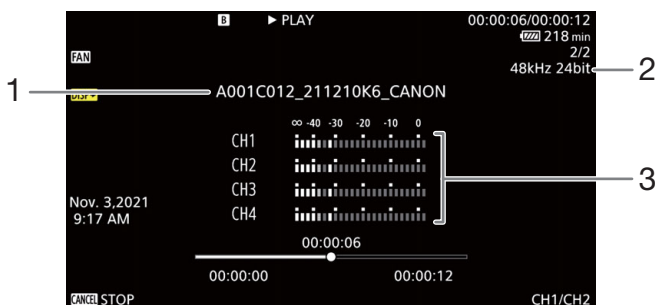 B ▶ PLAY 00:00:06/00:00:12
218 min
FAN 2/2
48kHz 24bit 2
1 DISP A001C012_211210K6_CANON
∞ -40 -30 -20 -10 0
CH1
CH2
CH3 3
CH4
Nov. 3,2021
9:17 AM
00:00:06
00:00:00 00:00:12
CANCEL STOP CH1/CH2